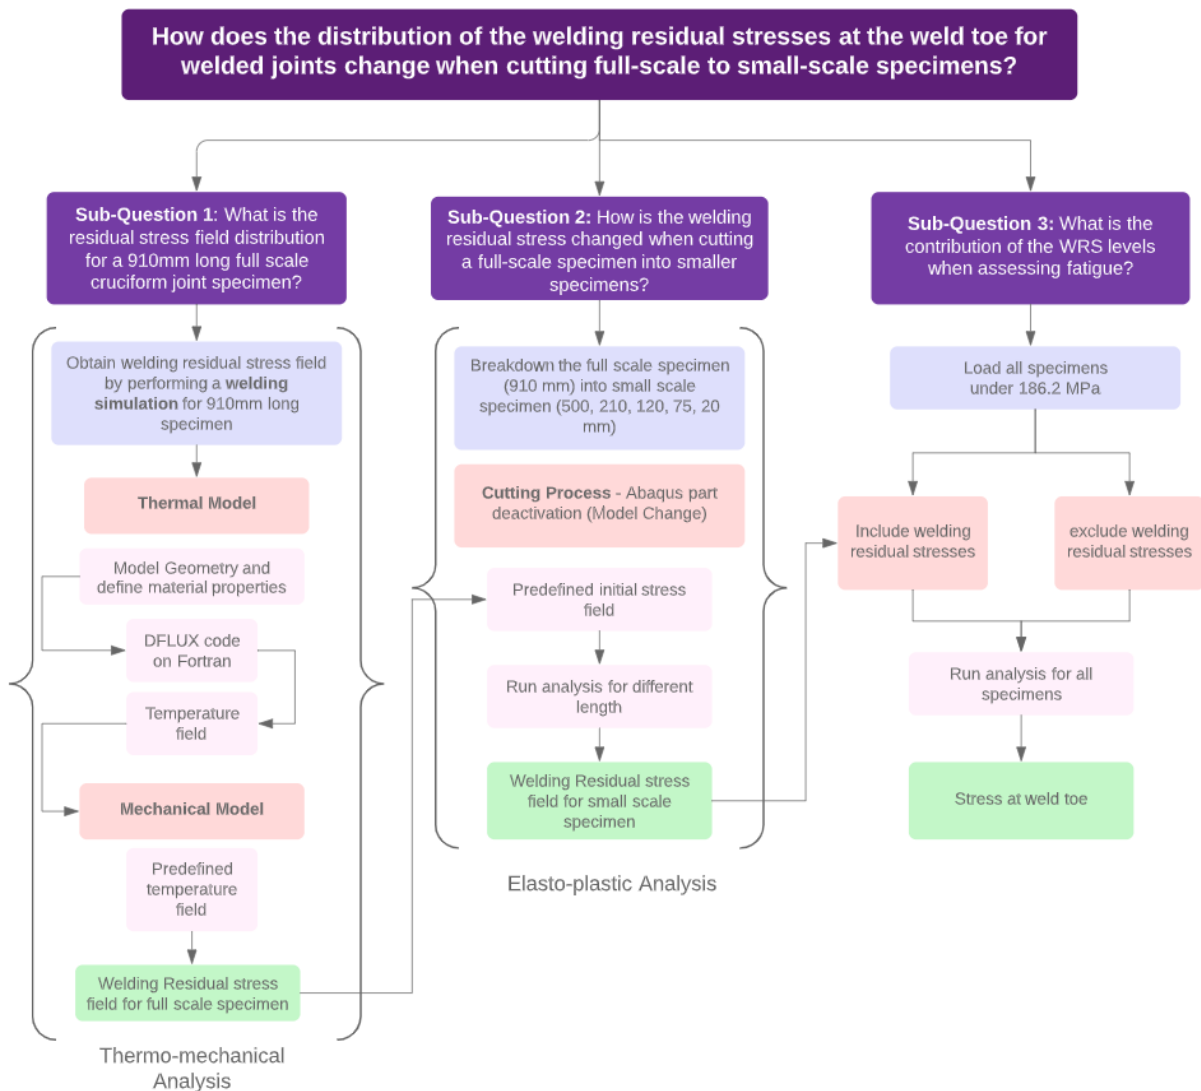 How does the distribution of the welding residual stresses at the weld toe for
welded joints change when cutting full-scale to small-scale specimens?
Sub-Question 1: What is the
residual stress field distribution
for a 910mm long full scale
cruciform joint specimen?
Obtain welding residual stress field
by performing a welding
simulation for 910mm long
specimen
Thermal Model
Model Geometry and
define material properties
DFLUX code
on Fortran
Temperature
field
Mechanical Model
Predefined
temperature
field
Welding Residual stress
field for full scale specimen
Thermo-mechanical
Analysis
Sub-Question 2: How is the welding
residual stress changed when cutting
a full-scale specimen into smaller
specimens?
Breakdown the full scale specimen
(910 mm) into small scale
specimen (500, 210, 120, 75, 20
mm)
Cutting Process - Abaqus part
deactivation (Model Change)
Predefined initial stress
field
Run analysis for different
length
Welding Residual stress
field for small scale
specimen
Elasto-plastic Analysis
Sub-Question 3: What is the
contribution of the WRS levels
when assessing fatigue?
Load all specimens
under 186.2 MPa
Include welding
residual stresses
exclude welding
residual stresses
Run analysis for all
specimens
Stress at weld toe